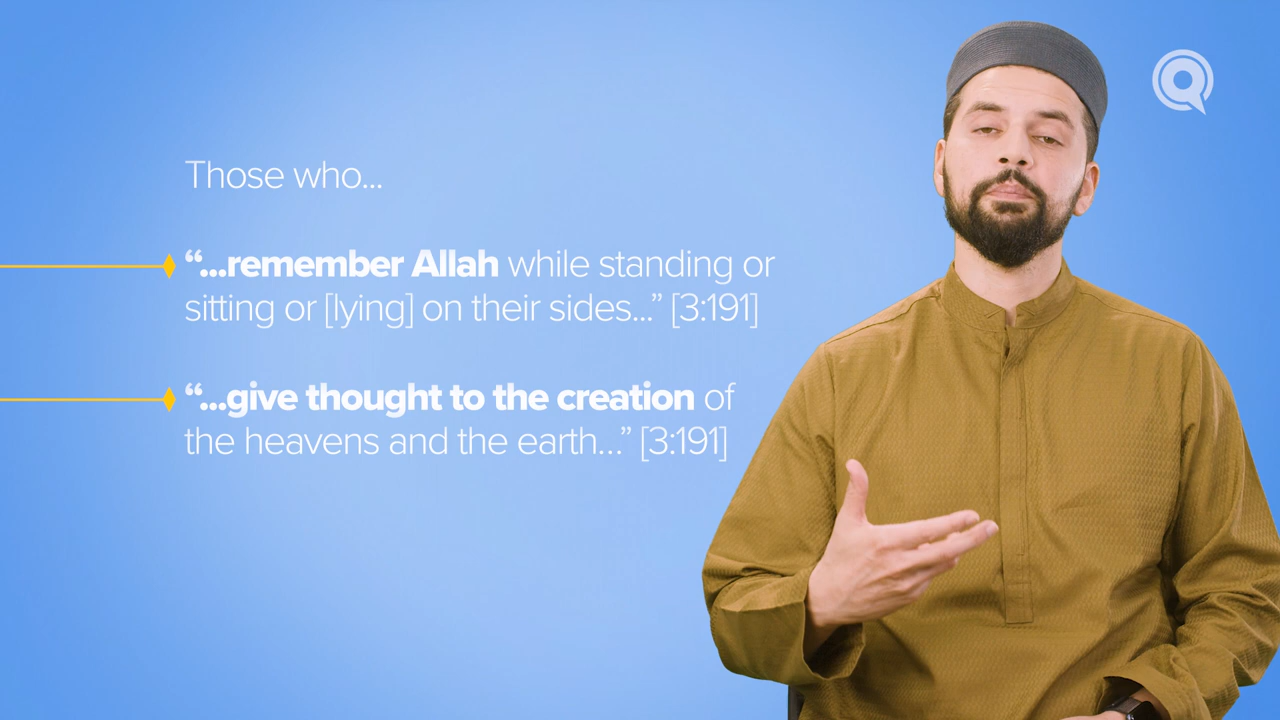 Those who...
“...remember Allah while standing or
sitting or [lying] on their sides...” [3:191]
“...give thought to the creation of
the heavens and the earth...” [3:191]